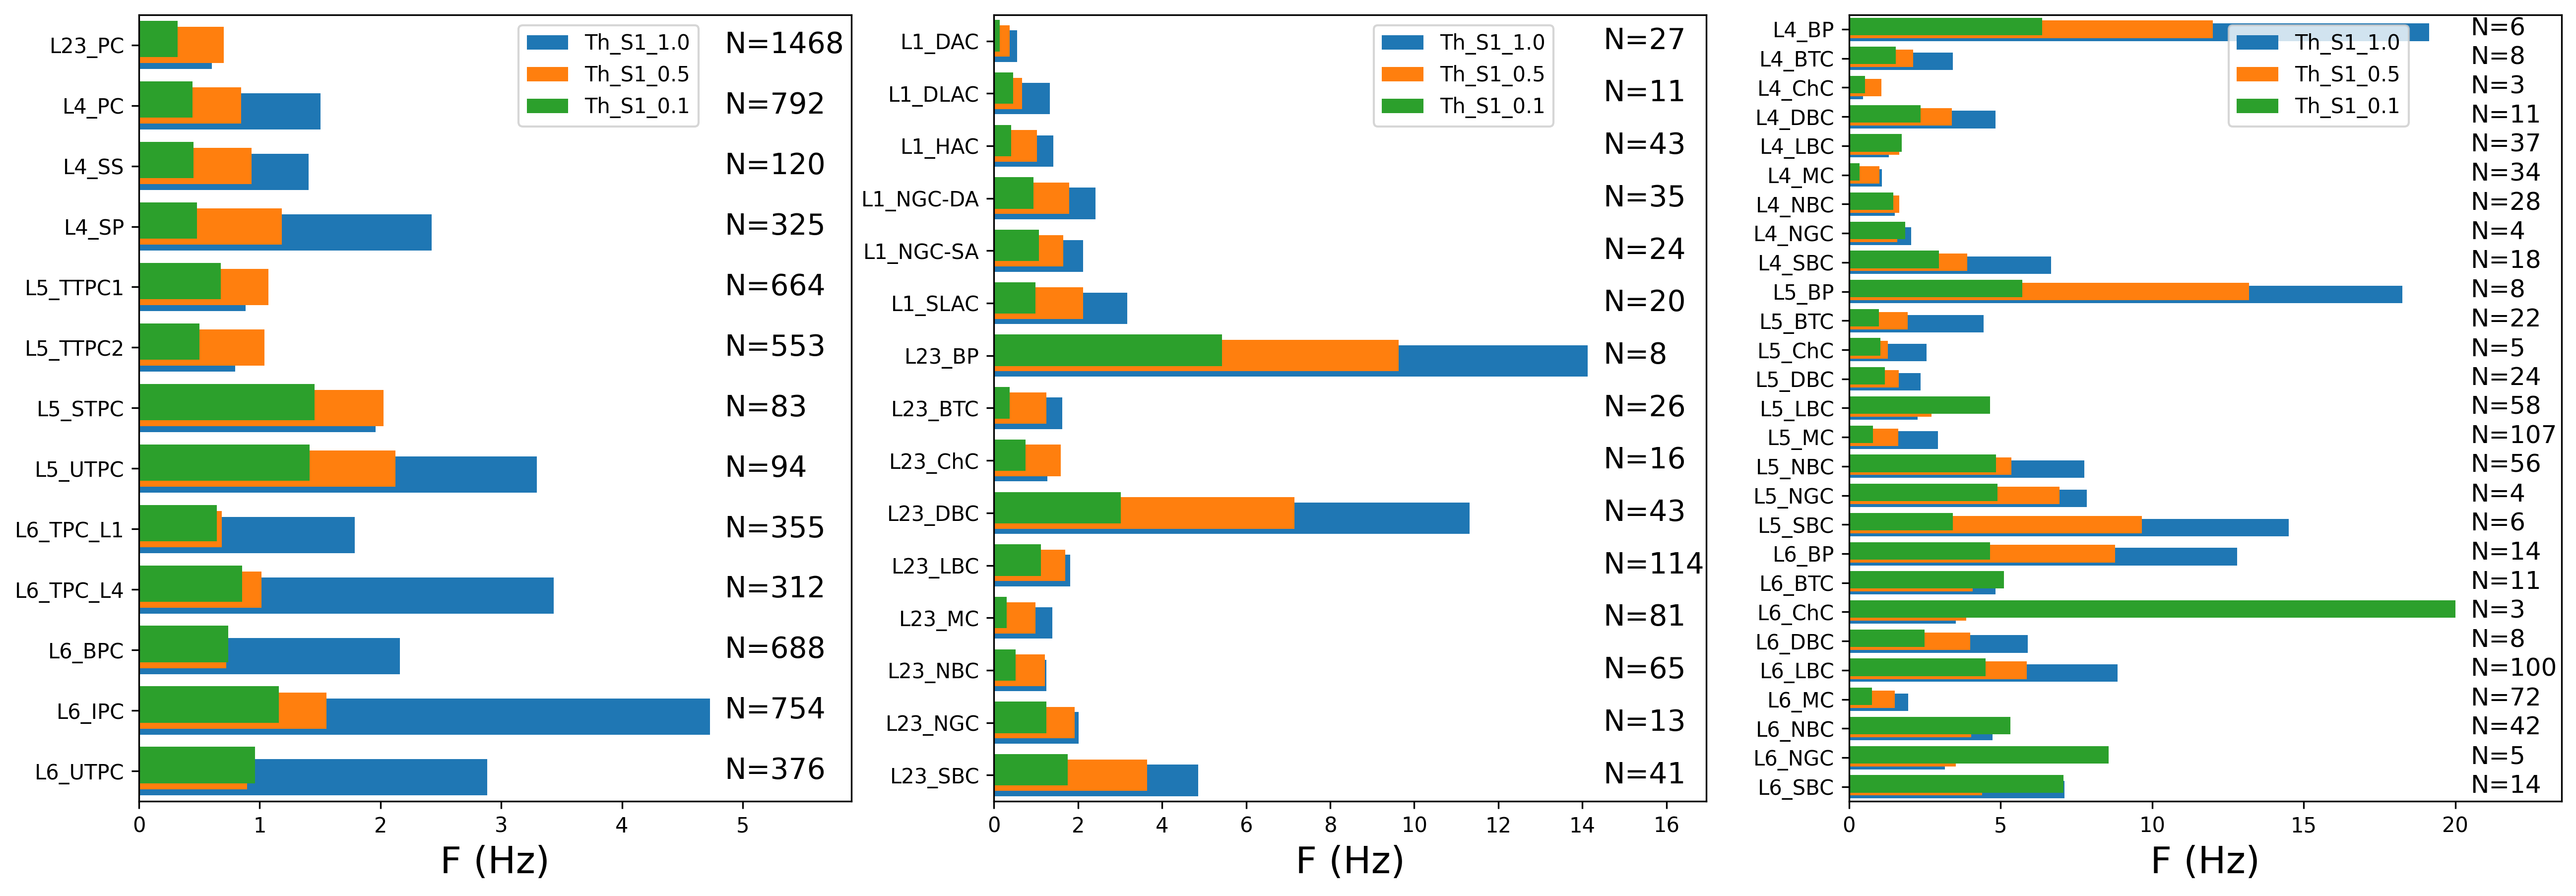 L23_PC
L4_PC
L4_SS
L4_SP
L5_TTPC1
L5_TTPC2
L5_STPC
L5_UTPC
L6_TPC_L1
L6_TPC_L4
L6_BPC
L6_IPC
L6_UTPC
Th_S1_1.0
Th_S1_0.5
Th_S1_0.1
N=1468
N=792
N=120
N=325
N=664
N=553
N=83
N=94
N=355
N=312
N=688
N=754
N=376
0 1 2 3 4 5
F (Hz)
L1_DAC
L1_DLAC
L1_HAC
L1_NGC-DA
L1_NGC-SA
L1_SLAC
L23_BP
L23_BTC
L23_ChC
L23_DBC
L23_LBC
L23_MC
L23_NBC
L23_NGC
L23_SBC
Th_S1_1.0
Th_S1_0.5
Th_S1_0.1
N=27
N=11
N=43
N=35
N=24
N=20
N=8
N=26
N=16
N=43
N=114
N=81
N=65
N=13
N=41
0 2 4 6 8 10 12 14 16
F (Hz)
L4_BP
L4_BTC
L4_ChC
L4_DBC
L4_LBC
L4_MC
L4_NBC
L4_NGC
L4_SBC
L5_BP
L5_BTC
L5_ChC
L5_DBC
L5_LBC
L5_MC
L5_NBC
L5_NGC
L5_SBC
L6_BP
L6_BTC
L6_ChC
L6_DBC
L6_LBC
L6_MC
L6_NBC
L6_NGC
L6_SBC
Th_S1_1.0
Th_S1_0.5
Th_S1_0.1
N=6
N=8
N=3
N=11
N=37
N=34
N=28
N=4
N=18
N=8
N=22
N=5
N=24
N=58
N=107
N=56
N=4
N=6
N=14
N=11
N=3
N=8
N=100
N=72
N=42
N=5
N=14
0 5 10 15 20
F (Hz)